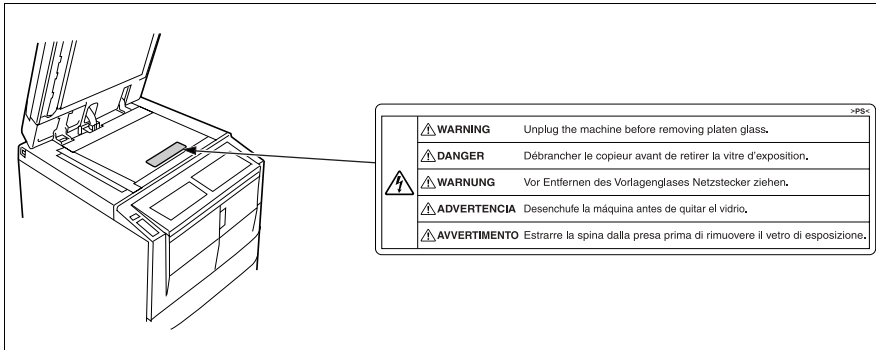 >PS<
WARNING Unplug the machine before removing platen glass.
DANGER Débrancher le copieur avant de retirer la vitre d'exposition.
WARNUNG Vor Entfernen des Vorlagenglases Netzstecker ziehen.
ADVERTENCIA Desenchufe la máquina antes de quitar el vidrio.
AVVERTIMENTO Estrarre la spina dalla presa prima di rimuovere il vetro di esposizione.